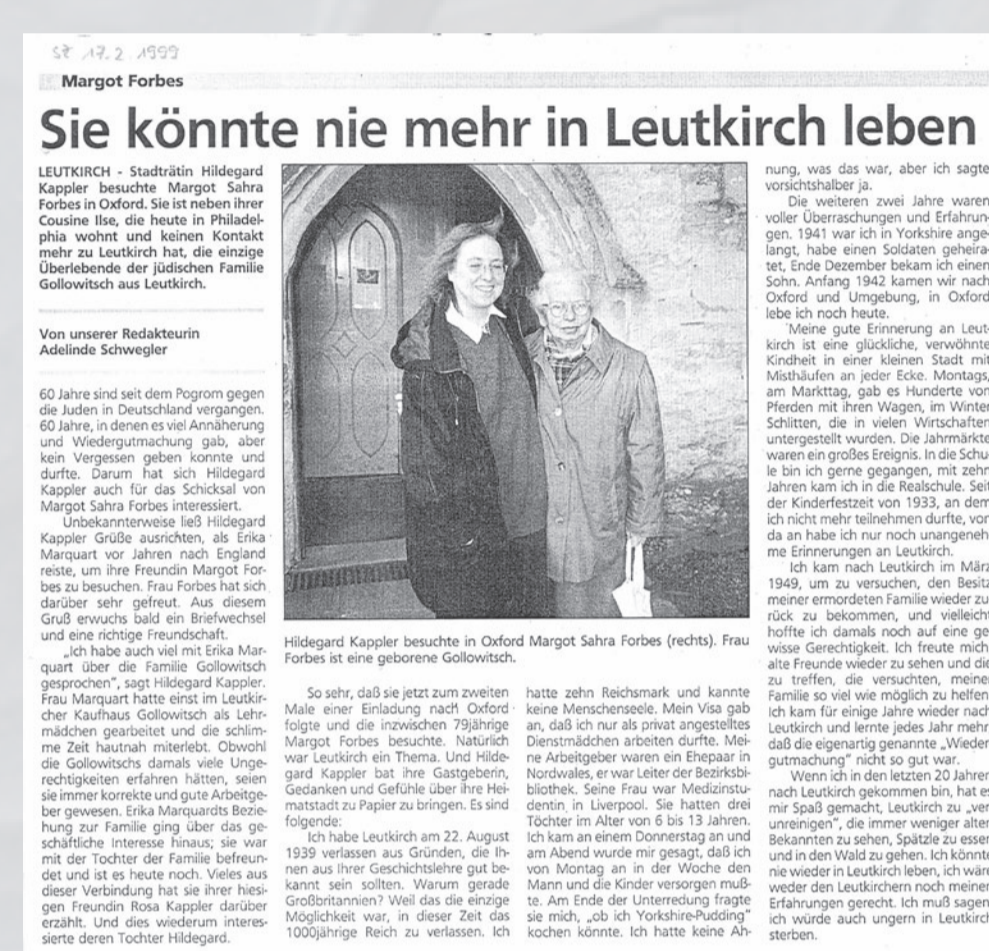 SZ 17.2.1999
Margot Forbes
Sie könnte nie mehr in Leutkirch leben
LEUTKIRCH - Stadträtin Hildegard
Kappler besuchte Margot Sahra
Forbes in Oxford. Sie ist neben ihrer
Cousine Ilse, die heute in Philadel-
phia wohnt und keinen Kontakt
mehr zu Leutkirch hat, die einzige
Überlebende der jüdischen Familie
Gollowitsch aus Leutkirch.
Von unserer Redakteurin
Adelinde Schwegler
60 Jahre sind seit dem Pogrom gegen
die Juden in Deutschland vergangen.
60 Jahre, in denen es viel Annäherung
und Wiedergutmachung gab, aber
kein Vergessen geben konnte und
durfte. Darum hat sich Hildegard
Kappler auch für das Schicksal von
Margot Sahra Forbes interessiert.
Unbekannterweise ließ Hildegard
Kappler Grüße ausrichten, als Erika
Marquart vor Jahren nach England
reiste, um ihre Freundin Margot For-
bes zu besuchen. Frau Forbes hat sich
darüber sehr gefreut. Aus diesem
Gruß erwuchs bald ein Briefwechsel
und eine richtige Freundschaft.
„Ich habe auch viel mit Erika Mar-
quart über die Familie Gollowitsch
gesprochen", sagt Hildegard Kappler.
Frau Marquart hatte einst im Leutkir-
cher Kaufhaus Gollowitsch als Lehr-
mädchen gearbeitet und die schlim-
me Zeit hautnah miterlebt. Obwohl
die Gollowitschs damals viele Unge-
rechtigkeiten erfahren hätten, seien
sie immer korrekte und gute Arbeitge-
ber gewesen. Erika Marquardts Bezie-
hung zur Familie ging über das ge-
schäftliche Interesse hinaus; sie war
mit der Tochter der Familie befreun-
det und ist es heute noch. Vieles aus
dieser Verbindung hat sie ihrer hiesi-
gen Freundin Rosa Kappler darüber
erzählt. Und dies wiederum interes-
sierte deren Tochter Hildegard.
Hildegard Kappler besuchte in Oxford Margot Sahra Forbes (rechts). Frau
Forbes ist eine geborene Gollowitsch.
So sehr, daß sie jetzt zum zweiten
Male einer Einladung nach Oxford
folgte und die inzwischen 79jährige
Margot Forbes besuchte. Natürlich
war Leutkirch ein Thema. Und Hilde-
gard Kappler bat ihre Gastgeberin,
Gedanken und Gefühle über ihre Hei-
matstadt zu Papier zu bringen. Es sind
folgende:
Ich habe Leutkirch am 22. August
1939 verlassen aus Gründen, die Ih-
nen aus Ihrer Geschichtslehre gut be-
kannt sein sollten. Warum gerade
Großbritannien? Weil das die einzige
Möglichkeit war, in dieser Zeit das
1000jährige Reich zu verlassen. Ich
hatte zehn Reichsmark und kannte
keine Menschenseele. Mein Visa gab
an, daß ich nur als privat angestelltes
Dienstmädchen arbeiten durfte. Mei-
ne Arbeitgeber waren ein Ehepaar in
Nordwales, er war Leiter der Bezirksbi-
bliothek. Seine Frau war Medizinstu-
dentin in Liverpool. Sie hatten drei
Töchter im Alter von 6 bis 13 Jahren.
Ich kam an einem Donnerstag an und
am Abend wurde mir gesagt, daß ich
von Montag an in der Woche den
Mann und die Kinder versorgen muß-
te. Am Ende der Unterredung fragte
sie mich, „ob ich Yorkshire-Pudding"
kochen könnte. Ich hatte keine Ah-
nung, was das war, aber ich sagte
vorsichtshalber ja.
Die weiteren zwei Jahre waren
voller Überraschungen und Erfahrun-
gen. 1941 war ich in Yorkshire ange-
langt, habe einen Soldaten geheira-
tet, Ende Dezember bekam ich einen
Sohn. Anfang 1942 kamen wir nach
Oxford und Umgebung, in Oxford
lebe ich noch heute.
Meine gute Erinnerung an Leut-
kirch ist eine glückliche, verwöhnte
Kindheit in einer kleinen Stadt mit
Misthäufen an jeder Ecke. Montags,
am Markttag, gab es Hunderte von
Pferden mit ihren Wagen, im Winter
Schlitten, die in vielen Wirtschaften
untergestellt wurden. Die Jahrmärkte
waren ein großes Ereignis. In die Schu-
le bin ich gerne gegangen, mit zehn
Jahren kam ich in die Realschule. Seit
der Kinderfestzeit von 1933, an dem
ich nicht mehr teilnehmen durfte, von
da an habe ich nur noch unangeneh-
me Erinnerungen an Leutkirch.
Ich kam nach Leutkirch im März
1949, um zu versuchen, den Besitz
meiner ermordeten Familie wieder zu
rück zu bekommen, und vielleicht
hoffte ich damals noch auf eine ge
wisse Gerechtigkeit. Ich freute mich
alte Freunde wieder zu sehen und die
zu treffen, die versuchten, meiner
Familie so viel wie möglich zu helfen
Ich kam für einige Jahre wieder nach
Leutkirch und lernte jedes Jahr mehr
daß die eigenartig genannte „Wieder
gutmachung" nicht so gut war.
Wenn ich in den letzten 20 Jahren
nach Leutkirch gekommen bin, hat es
mir Spaß gemacht, Leutkirch zu „ver
unreinigen", die immer weniger alten
Bekannten zu sehen, Spätzle zu essen
und in den Wald zu gehen. Ich könnte
nie wieder in Leutkirch leben, ich wäre
weder den Leutkirchern noch meinen
Erfahrungen gerecht. Ich muß sagen
ich würde auch ungern in Leutkirch
sterben.